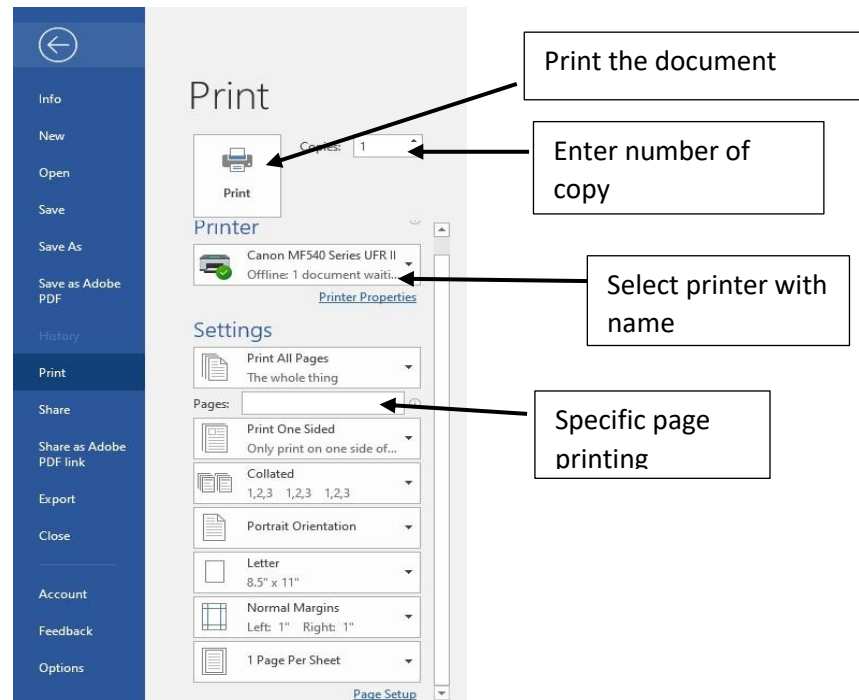 Info
New
Open
Save
Save As
Save as Adobe
PDF
History
Print
Share
Share as Adobe
PDF link
Export
Close
Account
Feedback
Options
Print
Print
Copies: 1
Printer
Canon MF540 Series UFR II
Offline: 1 document waiti...
Printer Properties
Settings
Print All Pages
The whole thing
Pages:
Print One Sided
Only print on one side of...
Collated
1,2,3 1,2,3 1,2,3
Portrait Orientation
Letter
8.5" x 11"
Normal Margins
Left: 1" Right: 1"
1 Page Per Sheet
Page Setup
Print the document
Enter number of
copy
Select printer with
name
Specific page
printing